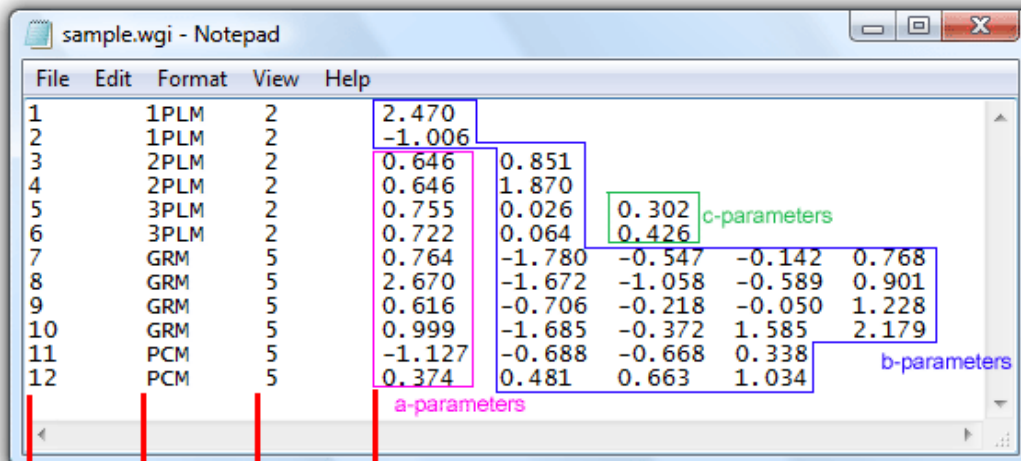 sample.wgi - Notepad
File Edit Format View Help
1 1PLM 2 2.470
2 1PLM 2 -1.006
3 2PLM 2 0.646 0.851
4 2PLM 2 0.646 1.870
5 3PLM 2 0.755 0.026 0.302 c-parameters
6 3PLM 2 0.722 0.064 0.426
7 GRM 5 0.764 -1.780 -0.547 -0.142 0.768
8 GRM 5 2.670 -1.672 -1.058 -0.589 0.901
9 GRM 5 0.616 -0.706 -0.218 -0.050 1.228
10 GRM 5 0.999 -1.685 -0.372 1.585 2.179
11 PCM 5 -1.127 -0.688 -0.668 0.338 b-parameters
12 PCM 5 0.374 0.481 0.663 1.034
a-parameters